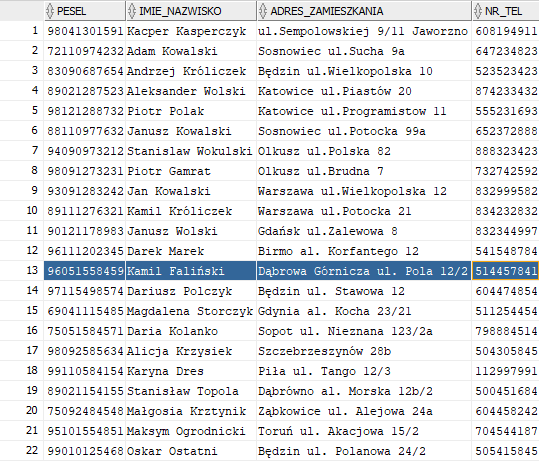 PESEL IMIE_NAZWISKO ADRES_ZAMIESZKANIA NR_TEL
1 98041301591 Kacper Kasperczyk ul.Sempolowskiej 9/11 Jaworzno 608194911
2 72110974232 Adam Kowalski Sosnowiec ul.Sucha 9a 647234823
3 83090687654 Andrzej Króliczek Będzin ul.Wielkopolska 10 523523423
4 89021287523 Aleksander Wolski Katowice ul.Piastów 20 874233432
5 98121288732 Piotr Polak Katowice ul.Programistow 11 555231693
6 88110977632 Janusz Kowalski Sosnowiec ul.Potocka 99a 652372888
7 94090973212 Stanislaw Wokulski Olkusz ul.Polska 82 888323423
8 98091273231 Piotr Gamrat Olkusz ul.Brudna 7 732742592
9 93091283242 Jan Kowalski Warszawa ul.Wielkopolska 12 832999582
10 89111276321 Kamil Króliczek Warszawa ul.Potocka 21 834232832
11 90121178983 Janusz Wolski Gdańsk ul.Zalewowa 8 832344997
12 96111202345 Darek Marek Birmo al. Korfantego 12 541548784
13 96051558459 Kamil Faliński Dąbrowa Górnicza ul. Pola 12/2 514457841
14 97115498574 Dariusz Polczyk Będzin ul. Stawowa 12 604474854
15 69041115485 Magdalena Storczyk Gdynia al. Kocha 23/21 511254454
16 75051584571 Daria Kolanko Sopot ul. Nieznana 123/2a 798884514
17 98092585634 Alicja Krzysiek Szczebrzeszynów 28b 504305845
18 99110584154 Karyna Dres Piła ul. Tango 12/3 112997991
19 89021154155 Stanisław Topola Dąbrówno al. Morska 12b/2 500451684
20 75092484548 Małgosia Krztynik Ząbkowice ul. Alejowa 24a 604458242
21 95101554851 Maksym Ogrodnicki Toruń ul. Akacjowa 15/2 704544187
22 99010125468 Oskar Ostatni Będzin ul. Polanowa 24/2 505415845